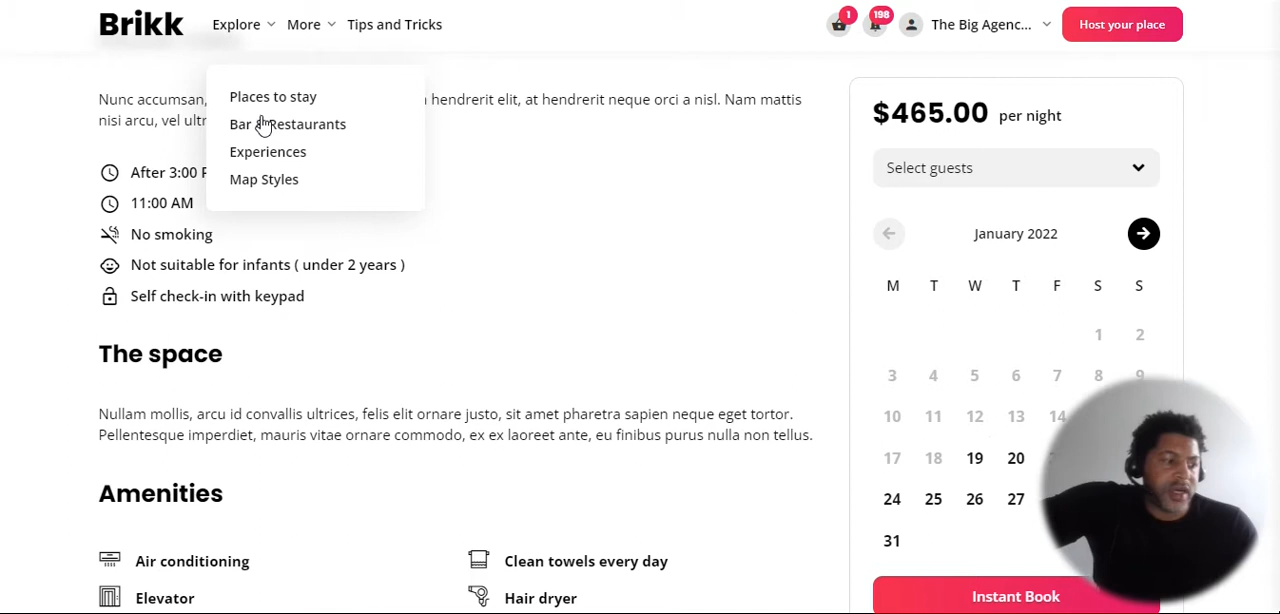 Brikk
Explore
More
Tips and Tricks
1
198
The Big Agenc...
Host your place
Places to stay
Bar & Restaurants
Experiences
Map Styles
Nunc accumsan,
hendrerit elit, at hendrerit neque orci a nisl. Nam mattis
nisi arcu, vel
After 3:00
11:00 AM
No smoking
Not suitable for infants ( under 2 years )
Self check-in with keypad
The space
Nullam mollis, arcu id convallis ultrices, felis elit ornare justo, sit amet pharetra sapien neque eget tortor.
Pellentesque imperdiet, mauris vitae ornare commodo, ex ex laoreet ante, eu finibus purus nulla non tellus.
Amenities
Air conditioning
Clean towels every day
Elevator
Hair dryer
$465.00 per night
Select guests
January 2022
M T W T F S S
1 2
3 4 5 6 7 8 9
10 11 12 13 14
17 18 19 20
24 25 26 27
31
Instant Book